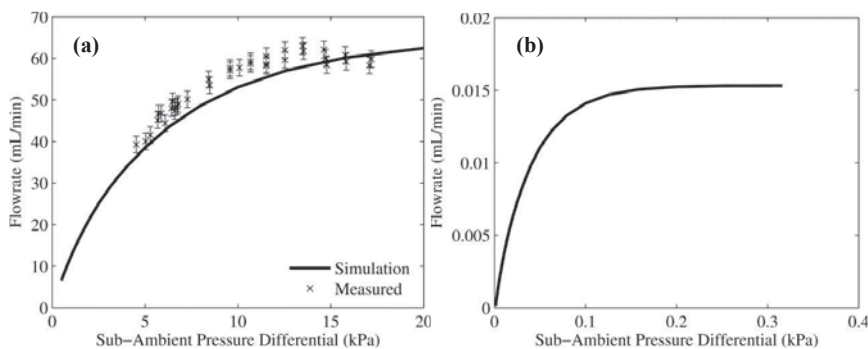 (a)
70
60
50
40
30
20
10
0
Flowrate (mL/min)
Simulation
Measured
0 5 10 15 20
Sub−Ambient Pressure Differential (kPa)
(b)
0.02
0.015
0.01
0.005
0
Flowrate (mL/min)
0 0.1 0.2 0.3 0.4
Sub−Ambient Pressure Differential (kPa)